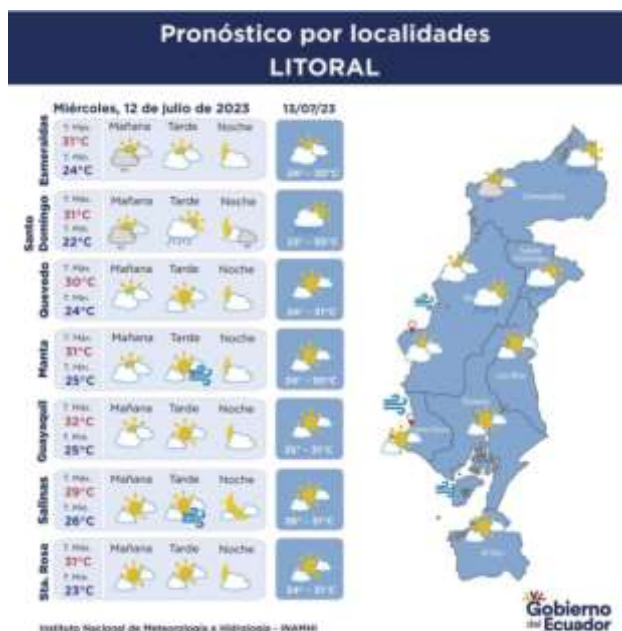 Pronóstico por localidades
LITORAL
Miércoles, 12 de julio de 2023
13/07/23
Esmeraldas
T. Máx.
31°C
T. Mín.
24°C
Mañana Tarde Noche
Santo Domingo
T. Máx.
31°C
T. Mín.
22°C
Mañana Tarde Noche
Quevedo
T. Máx.
30°C
T. Mín.
24°C
Mañana Tarde Noche
Manta
T. Máx.
31°C
T. Mín.
25°C
Mañana Tarde Noche
Guayaquil
T. Máx.
32°C
T. Mín.
25°C
Mañana Tarde Noche
Salinas
T. Máx.
29°C
T. Mín.
26°C
Mañana Tarde Noche
Sta. Rosa
T. Máx.
31°C
T. Mín.
23°C
Mañana Tarde Noche
Instituto Nacional de Meteorología e Hidrología - INAMHI
Gobierno
del Ecuador